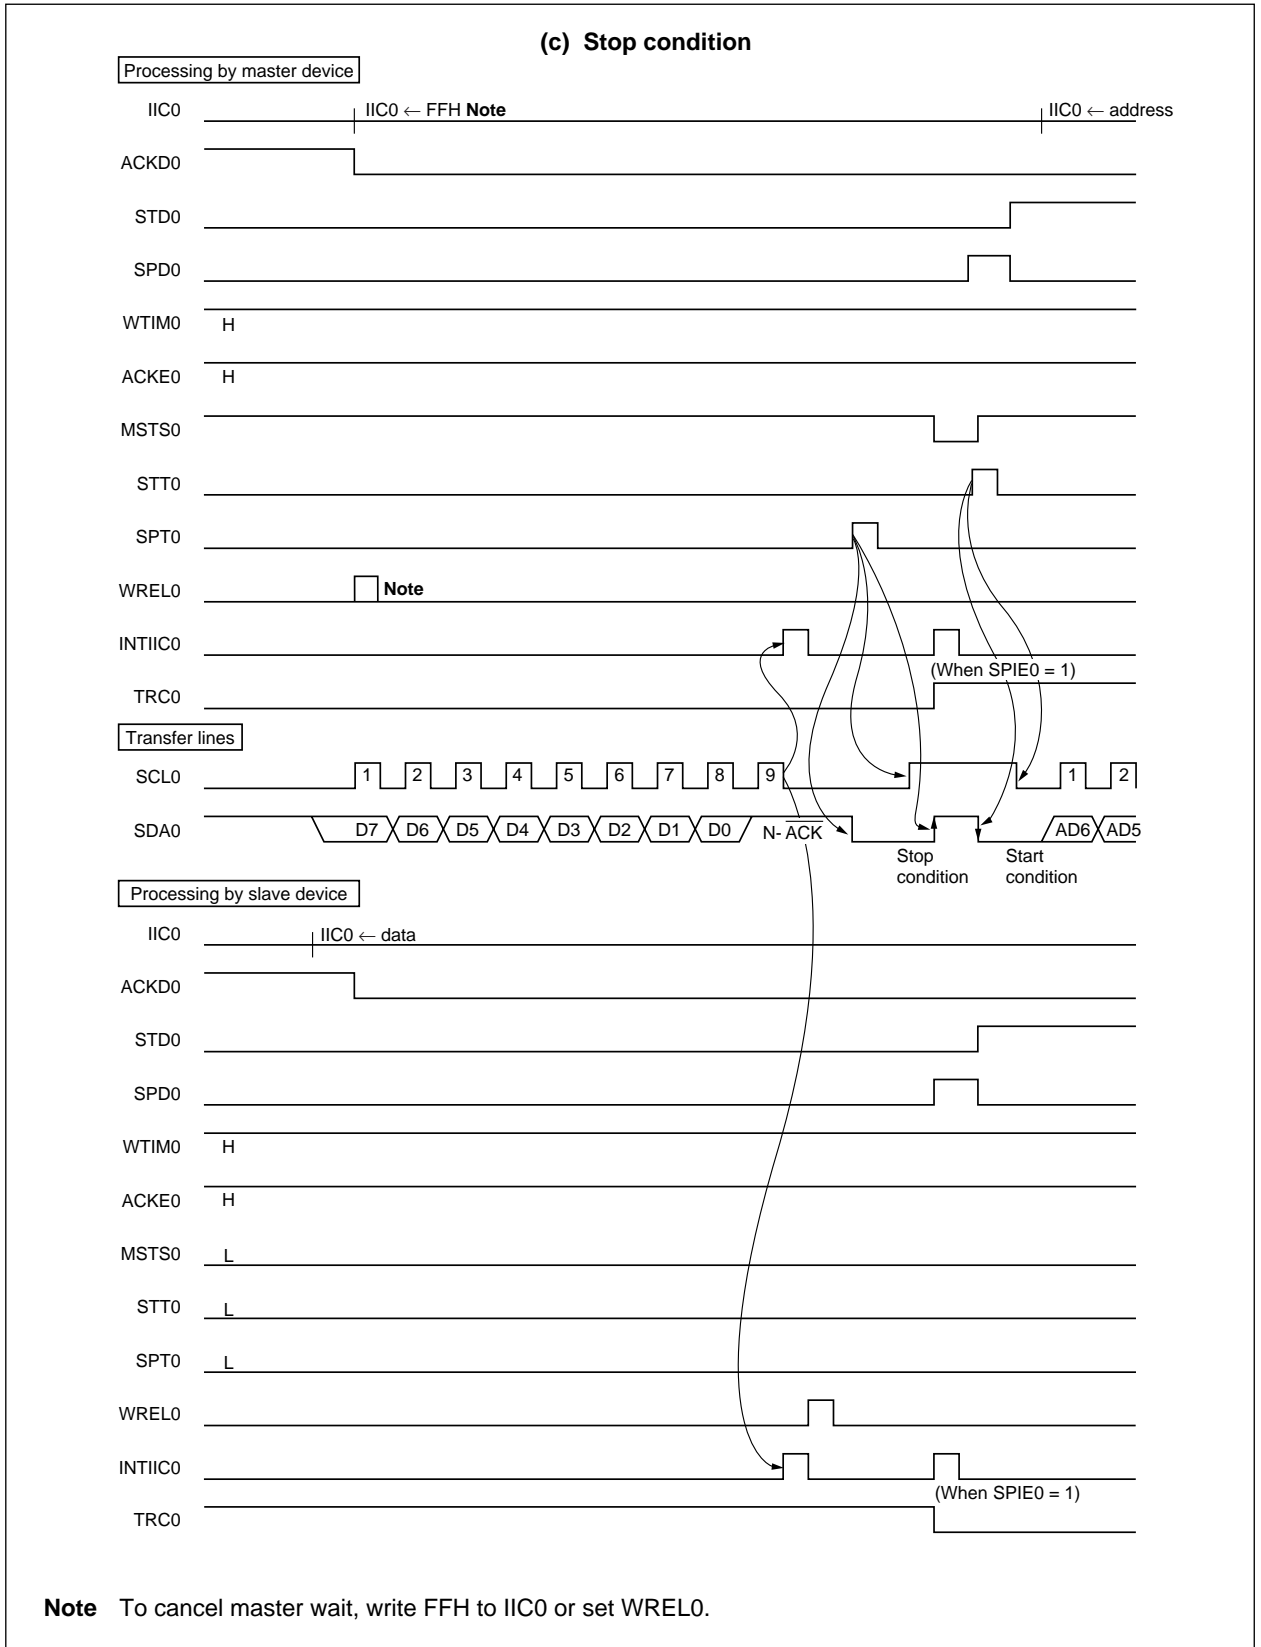 (c) Stop condition
Processing by master device
IIC0
IIC0 ← FFH Note
IIC0 ← address
ACKD0
STD0
SPD0
WTIM0
H
ACKE0
H
MSTS0
STT0
SPT0
WREL0
Note
INTIIC0
(When SPIE0 = 1)
TRC0
Transfer lines
SCL0
1 2 3 4 5 6 7 8 9 1 2
SDA0
D7 D6 D5 D4 D3 D2 D1 D0 N- ACK AD6 AD5
Stop
condition
Start
condition
Processing by slave device
IIC0
IIC0 ← data
ACKD0
STD0
SPD0
WTIM0
H
ACKE0
H
MSTS0
L
STT0
L
SPT0
L
WREL0
INTIIC0
(When SPIE0 = 1)
TRC0
Note To cancel master wait, write FFH to IIC0 or set WREL0.